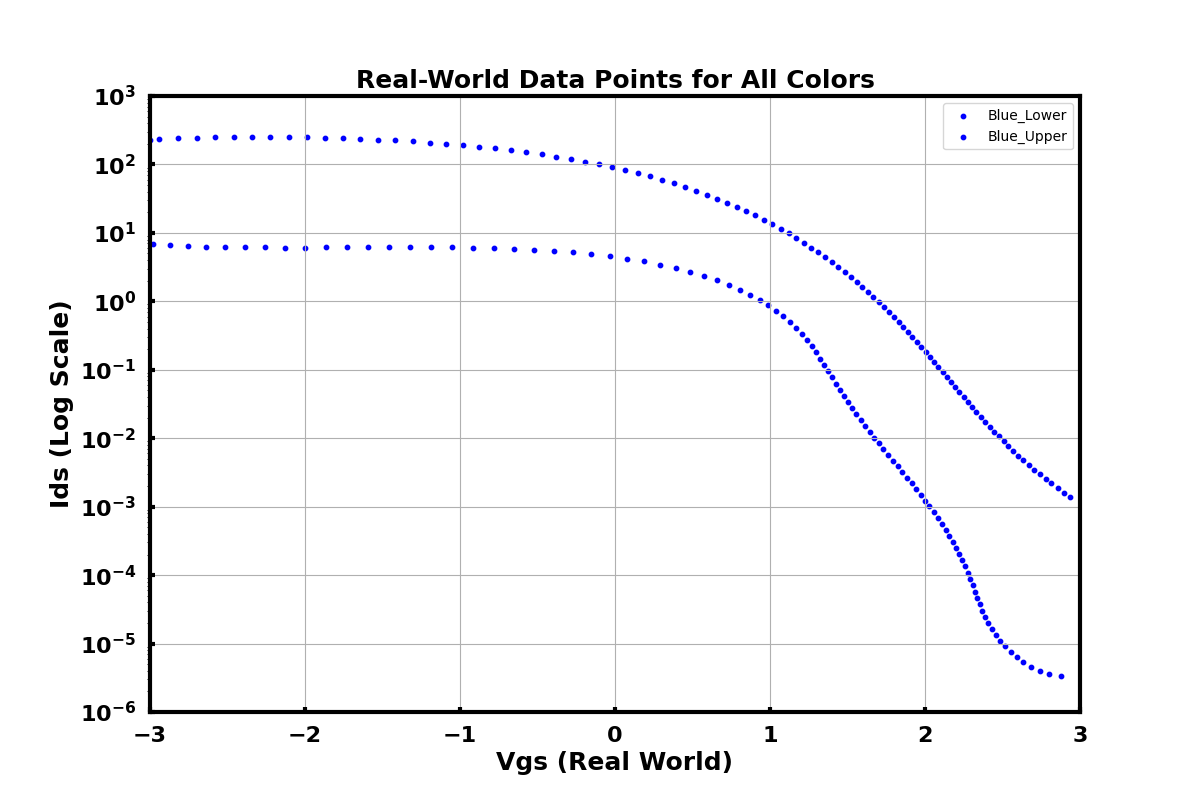 Real-World Data Points for All Colors
Blue_Lower
Blue_Upper
10³
10²
10¹
10⁰
10⁻¹
10⁻²
10⁻³
10⁻⁴
10⁻⁵
10⁻⁶
Ids (Log Scale)
−3 −2 −1 0 1 2 3
Vgs (Real World)